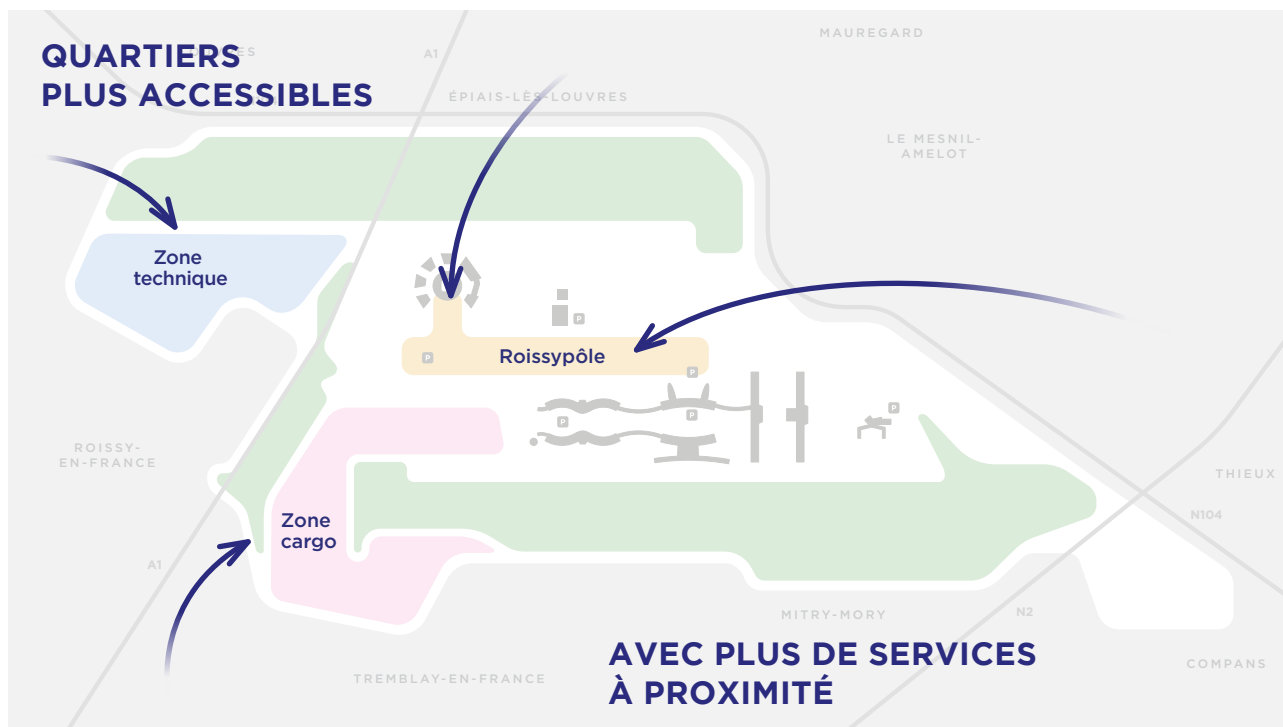 MAUREGARD
QUARTIERS
A1
PLUS ACCESSIBLES
ÉPIAIS-LÈS-LOUVRES
LE MESNIL-
AMELOT
Zone
technique
P
Roissypôle
P
P
P
P
P
ROISSY-
EN-FRANCE
THIEUX
Zone
cargo
N104
A1
MITRY-MORY
N2
AVEC PLUS DE SERVICES
À PROXIMITÉ
COMPANS
TREMBLAY-EN-FRANCE